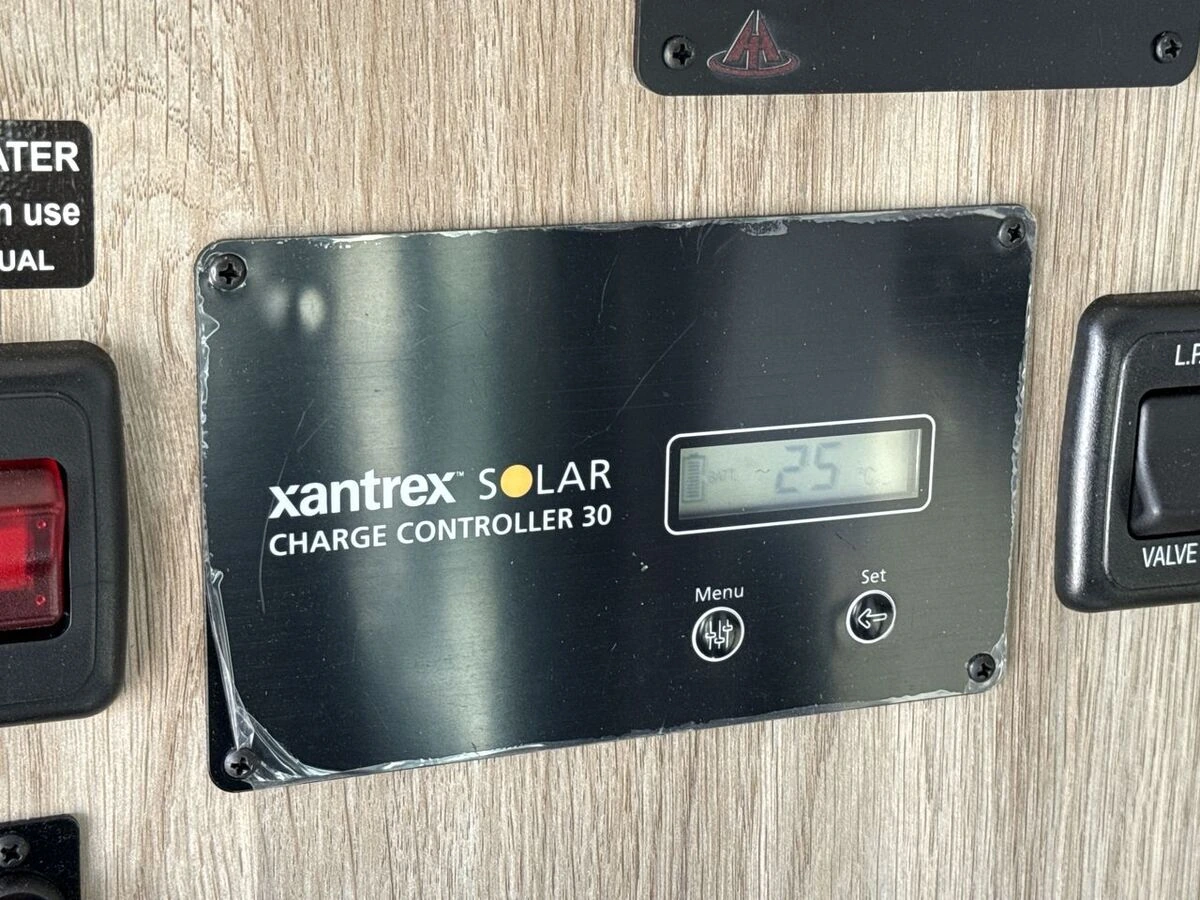 ATER
n use
UAL
xantrex™ SOLAR
CHARGE CONTROLLER 30
BATT ~ 25 °C
Menu
Set
L.P.
VALVE